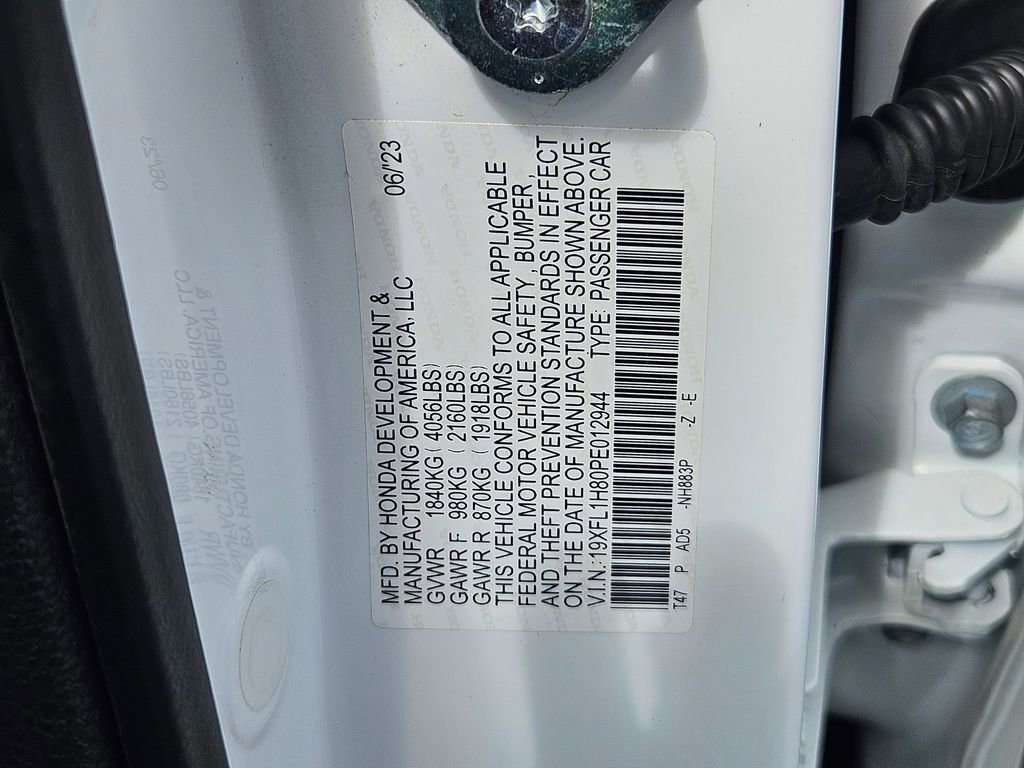 MFD. BY HONDA DEVELOPMENT & 06/'23
MANUFACTURING OF AMERICA, LLC
GVWR 1840KG ( 4056LBS)
GAWR F 980KG ( 2160LBS)
GAWR R 870KG ( 1918LBS)
THIS VEHICLE CONFORMS TO ALL APPLICABLE
FEDERAL MOTOR VEHICLE SAFETY, BUMPER,
AND THEFT PREVENTION STANDARDS IN EFFECT
ON THE DATE OF MANUFACTURE SHOWN ABOVE.
V.I.N.:19XFL1H80PE012944 TYPE: PASSENGER CAR
T47 P AD5 -NH883P -Z -E